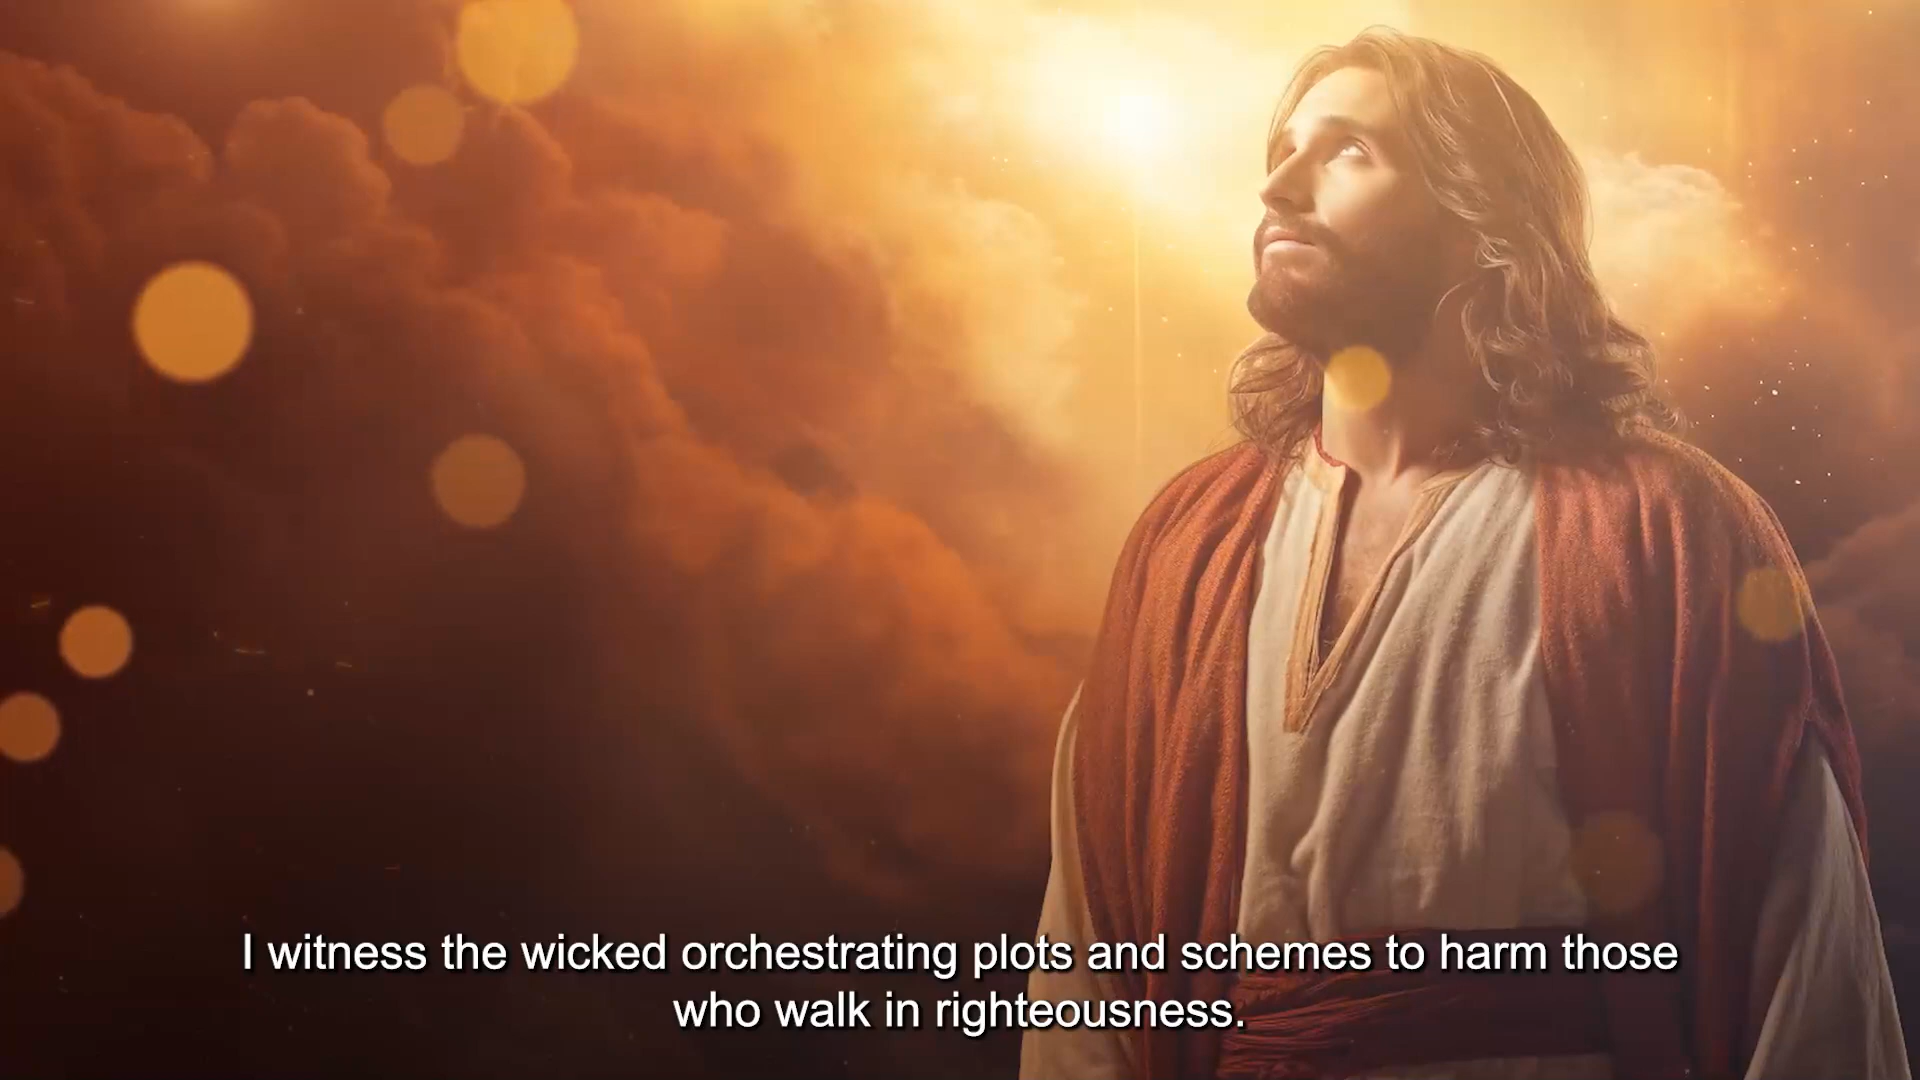 I witness the wicked orchestrating plots and schemes to harm those
who walk in righteousness.